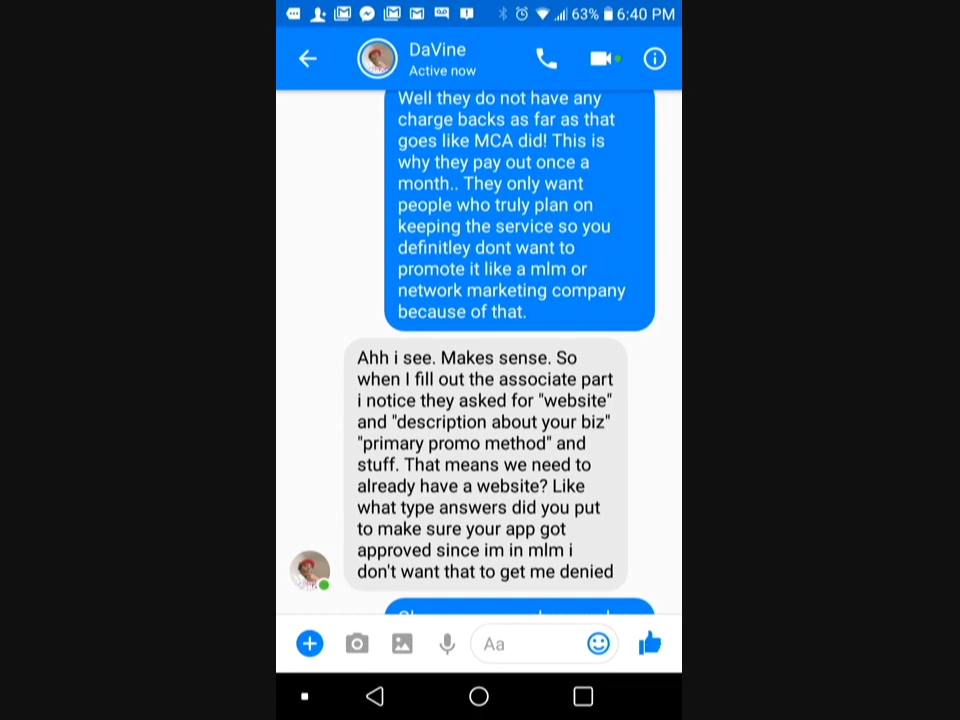 63% 6:40 PM
DaVine
Active now
Well they do not have any
charge backs as far as that
goes like MCA did! This is
why they pay out once a
month.. They only want
people who truly plan on
keeping the service so you
definitley dont want to
promote it like a mlm or
network marketing company
because of that.
Ahh i see. Makes sense. So
when I fill out the associate part
i notice they asked for "website"
and "description about your biz"
"primary promo method" and
stuff. That means we need to
already have a website? Like
what type answers did you put
to make sure your app got
approved since im in mlm i
don't want that to get me denied
Aa